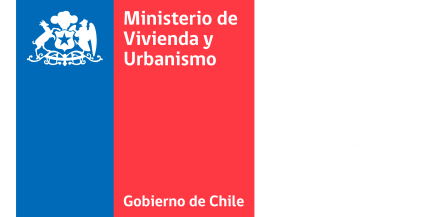 Ministerio de
Vivienda y
Urbanismo
Gobierno de Chile